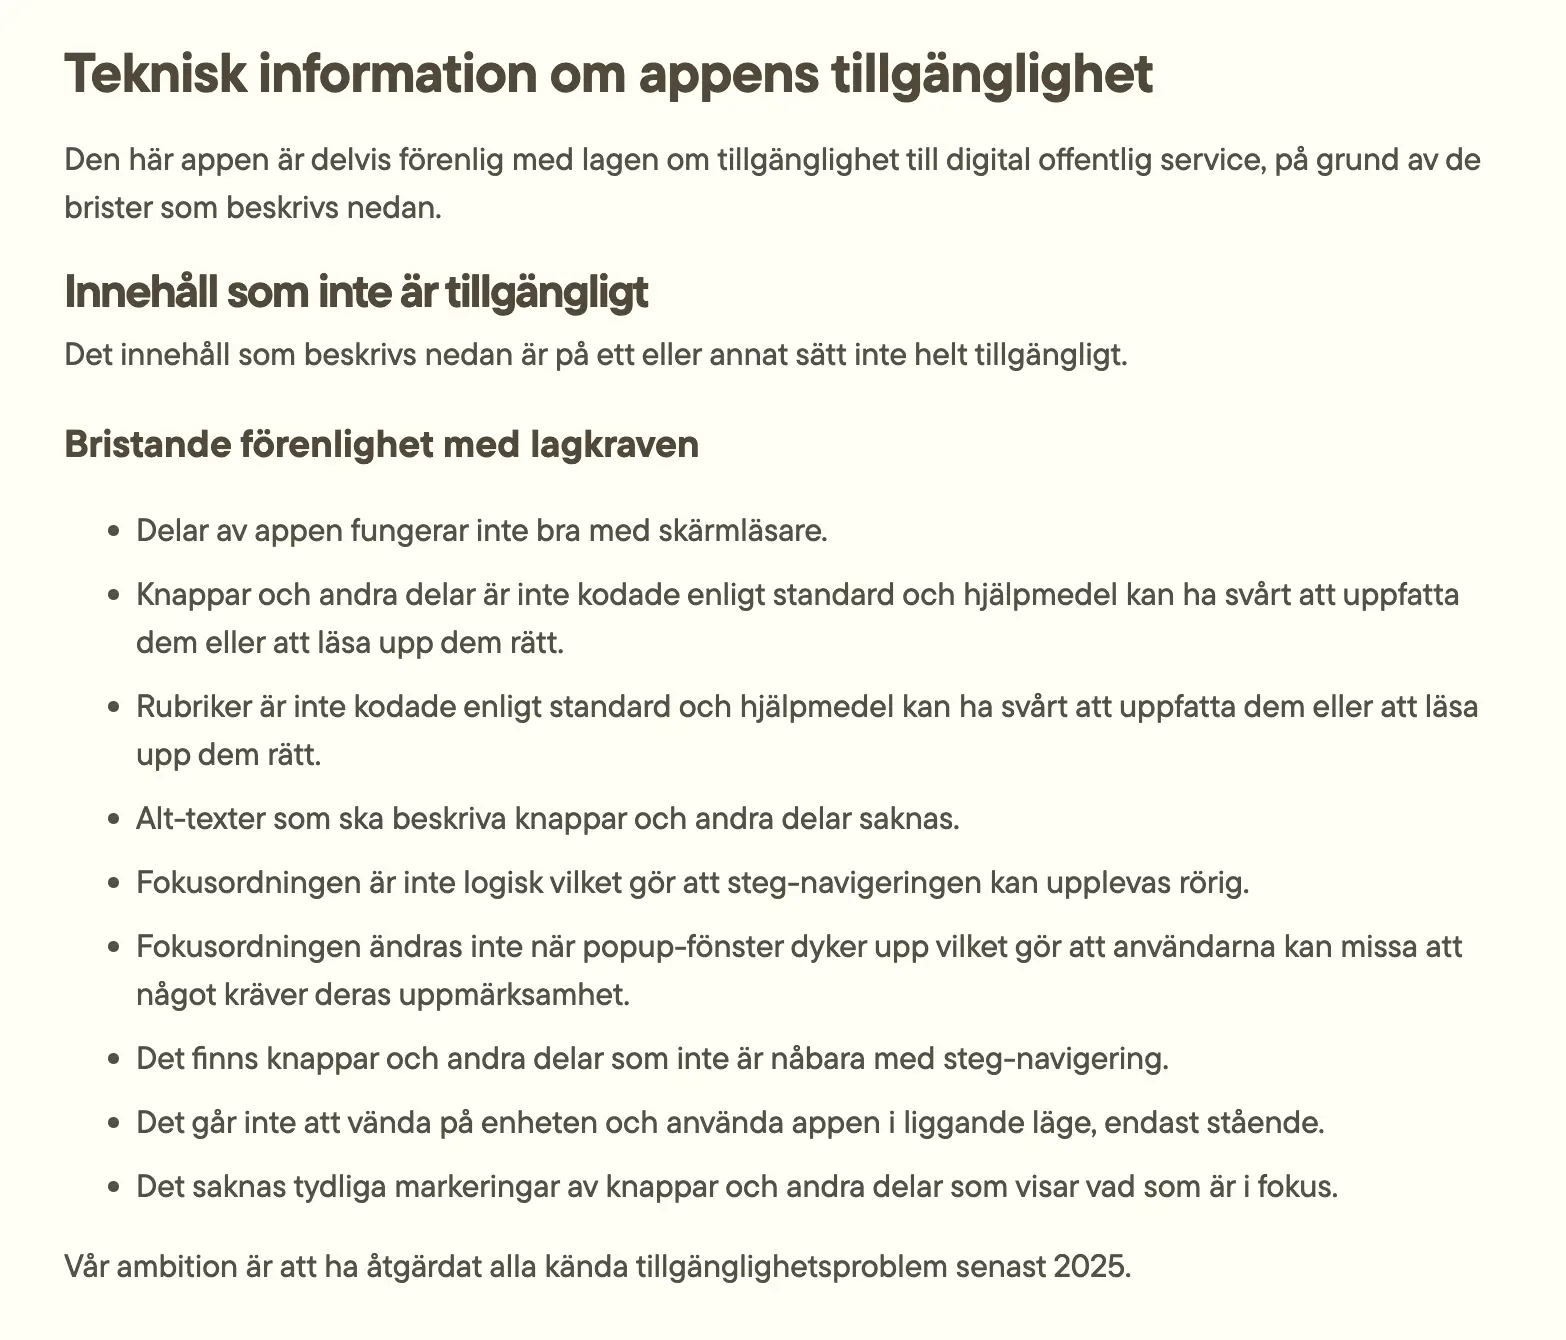 Teknisk information om appens tillgänglighet
Den här appen är delvis förenlig med lagen om tillgänglighet till digital offentlig service, på grund av de
brister som beskrivs nedan.
Innehåll som inte är tillgängligt
Det innehåll som beskrivs nedan är på ett eller annat sätt inte helt tillgängligt.
Bristande förenlighet med lagkraven
• Delar av appen fungerar inte bra med skärmläsare.
• Knappar och andra delar är inte kodade enligt standard och hjälpmedel kan ha svårt att uppfatta
dem eller att läsa upp dem rätt.
• Rubriker är inte kodade enligt standard och hjälpmedel kan ha svårt att uppfatta dem eller att läsa
upp dem rätt.
• Alt-texter som ska beskriva knappar och andra delar saknas.
• Fokusordningen är inte logisk vilket gör att steg-navigeringen kan upplevas rörig.
• Fokusordningen ändras inte när popup-fönster dyker upp vilket gör att användarna kan missa att
något kräver deras uppmärksamhet.
• Det finns knappar och andra delar som inte är nåbara med steg-navigering.
• Det går inte att vända på enheten och använda appen i liggande läge, endast stående.
• Det saknas tydliga markeringar av knappar och andra delar som visar vad som är i fokus.
Vår ambition är att ha åtgärdat alla kända tillgänglighetsproblem senast 2025.